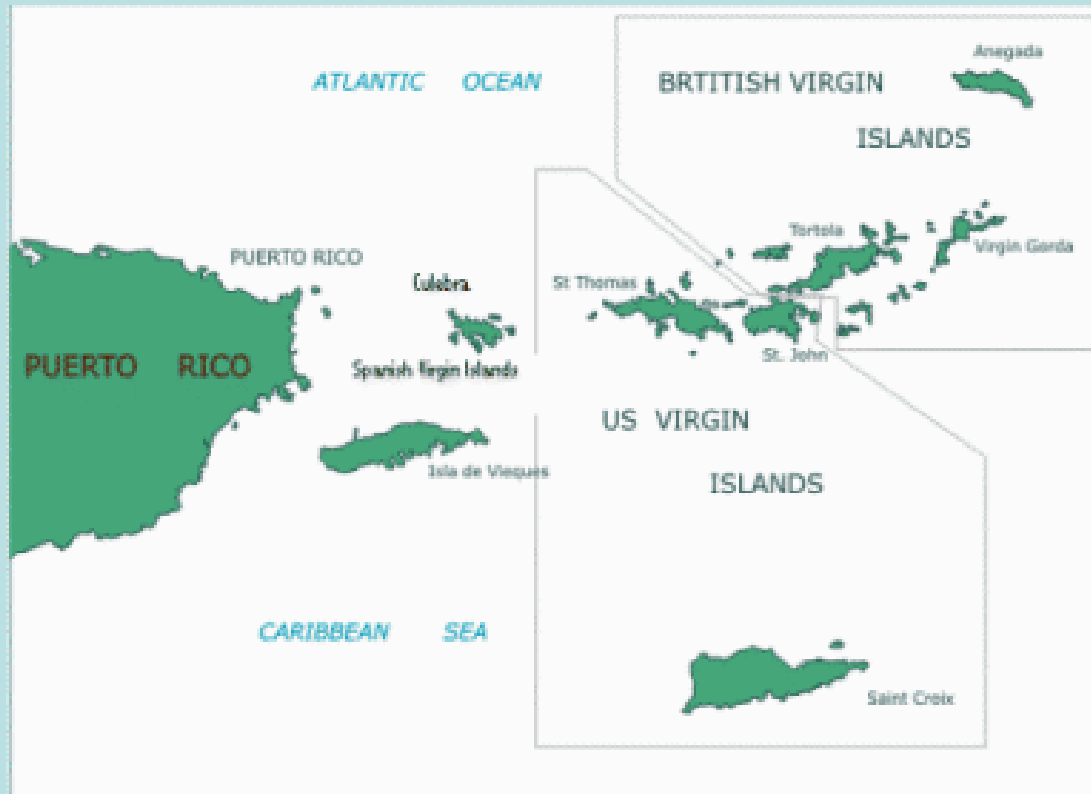 Anegada
ATLANTIC OCEAN
BRTITISH VIRGIN
ISLANDS
Tortola
Virgin Gorda
PUERTO RICO
Culebra
St Thomas
PUERTO RICO
Spanish Virgin Islands
St. John
US VIRGIN
Isla de Vieques
ISLANDS
CARIBBEAN SEA
Saint Croix